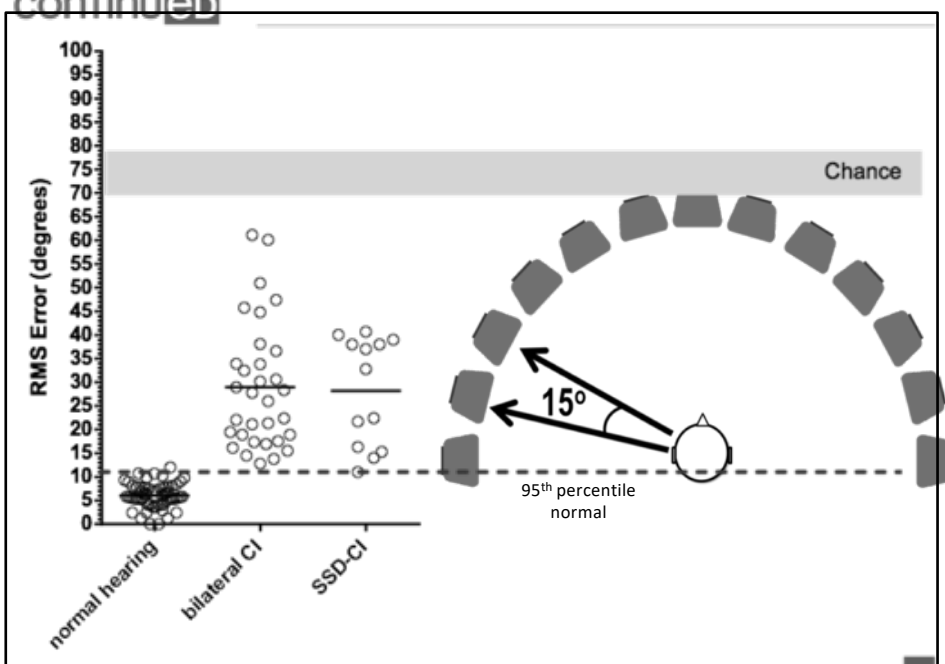 continued
100
95
90
85
80
75
70
65
60
55
50
45
40
35
30
25
20
15
10
5
0
RMS Error (degrees)
Chance
15º
95th percentile
normal
normal hearing
bilateral CI
SSD-CI